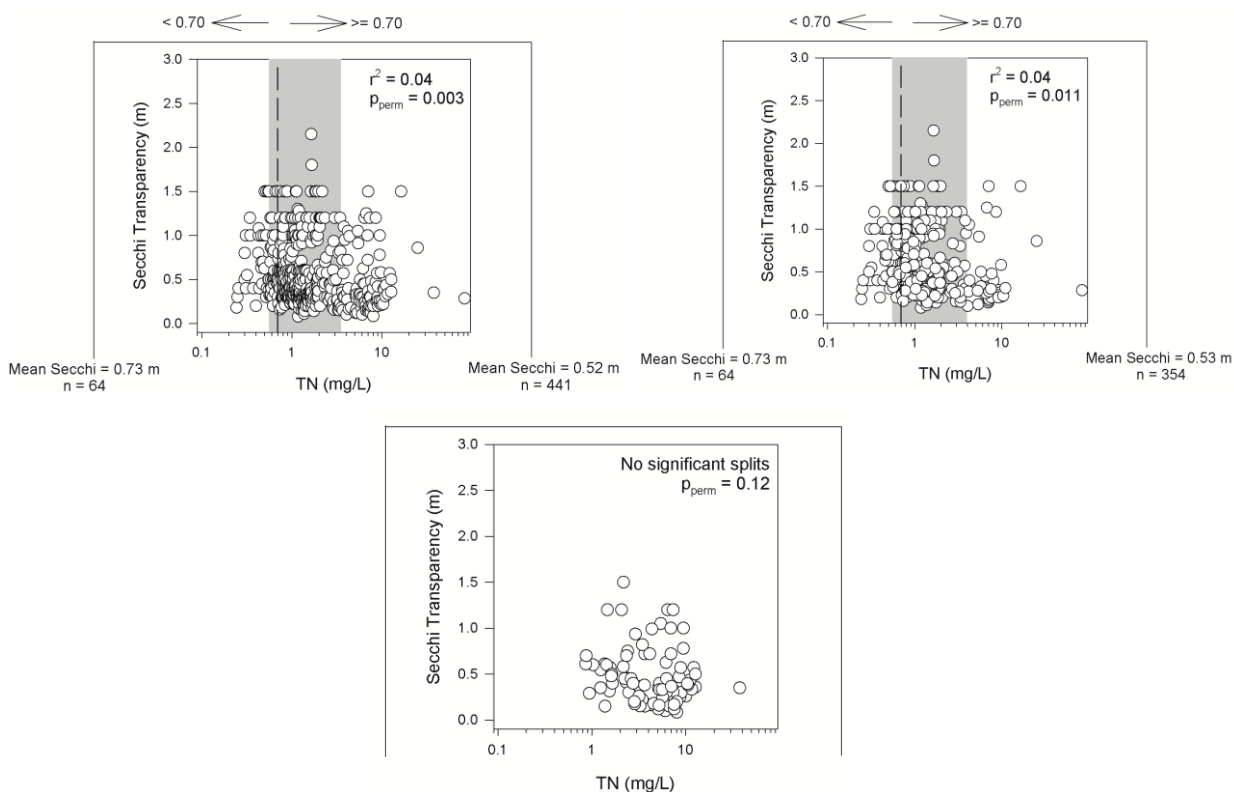 < 0.70 >= 0.70
3.0
2.5
2.0
1.5
1.0
0.5
0.0
Secchi Transparency (m)
r² = 0.04
p_perm = 0.003
0.1 1 10
TN (mg/L)
Mean Secchi = 0.73 m
n = 64
Mean Secchi = 0.52 m
n = 441
< 0.70 >= 0.70
3.0
2.5
2.0
1.5
1.0
0.5
0.0
Secchi Transparency (m)
r² = 0.04
p_perm = 0.011
0.1 1 10
TN (mg/L)
Mean Secchi = 0.73 m
n = 64
Mean Secchi = 0.53 m
n = 354
3.0
2.5
2.0
1.5
1.0
0.5
0.0
Secchi Transparency (m)
No significant splits
p_perm = 0.12
0.1 1 10
TN (mg/L)